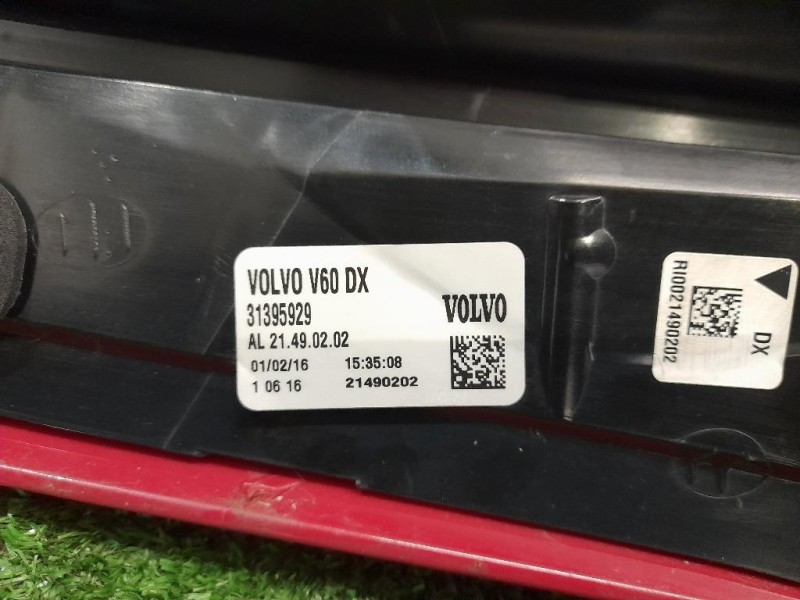 VOLVO V60 DX
31395929
VOLVO
AL 21.49.02.02
01/02/16 15:35:08
1 06 16 21490202
DX
RI0021490202